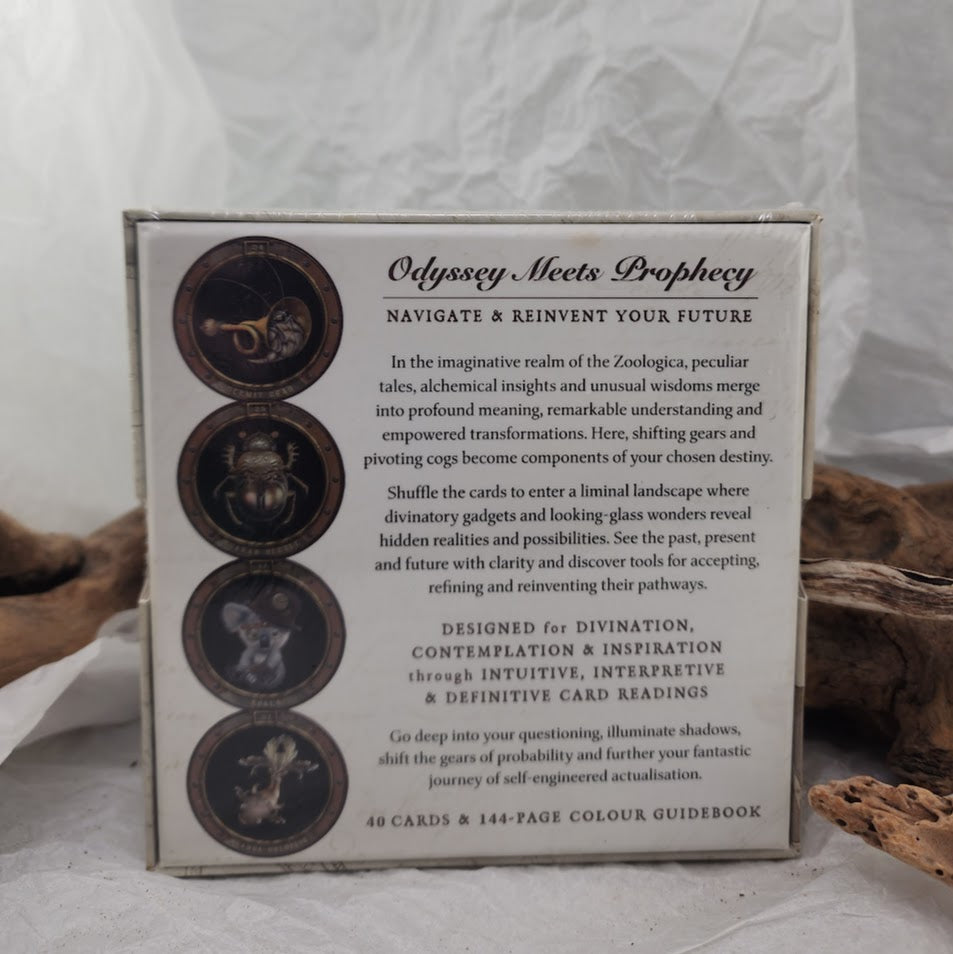 Odyssey Meets Prophecy
NAVIGATE & REINVENT YOUR FUTURE
In the imaginative realm of the Zoologica, peculiar
tales, alchemical insights and unusual wisdoms merge
into profound meaning, remarkable understanding and
empowered transformations. Here, shifting gears and
pivoting cogs become components of your chosen destiny.
Shuffle the cards to enter a liminal landscape where
divinatory gadgets and looking-glass wonders reveal
hidden realities and possibilities. See the past, present
and future with clarity and discover tools for accepting,
refining and reinventing their pathways.
DESIGNED for DIVINATION,
CONTEMPLATION & INSPIRATION
through INTUITIVE, INTERPRETIVE
& DEFINITIVE CARD READINGS
Go deep into your questioning, illuminate shadows,
shift the gears of probability and further your fantastic
journey of self-engineered actualisation.
40 CARDS & 144-PAGE COLOUR GUIDEBOOK